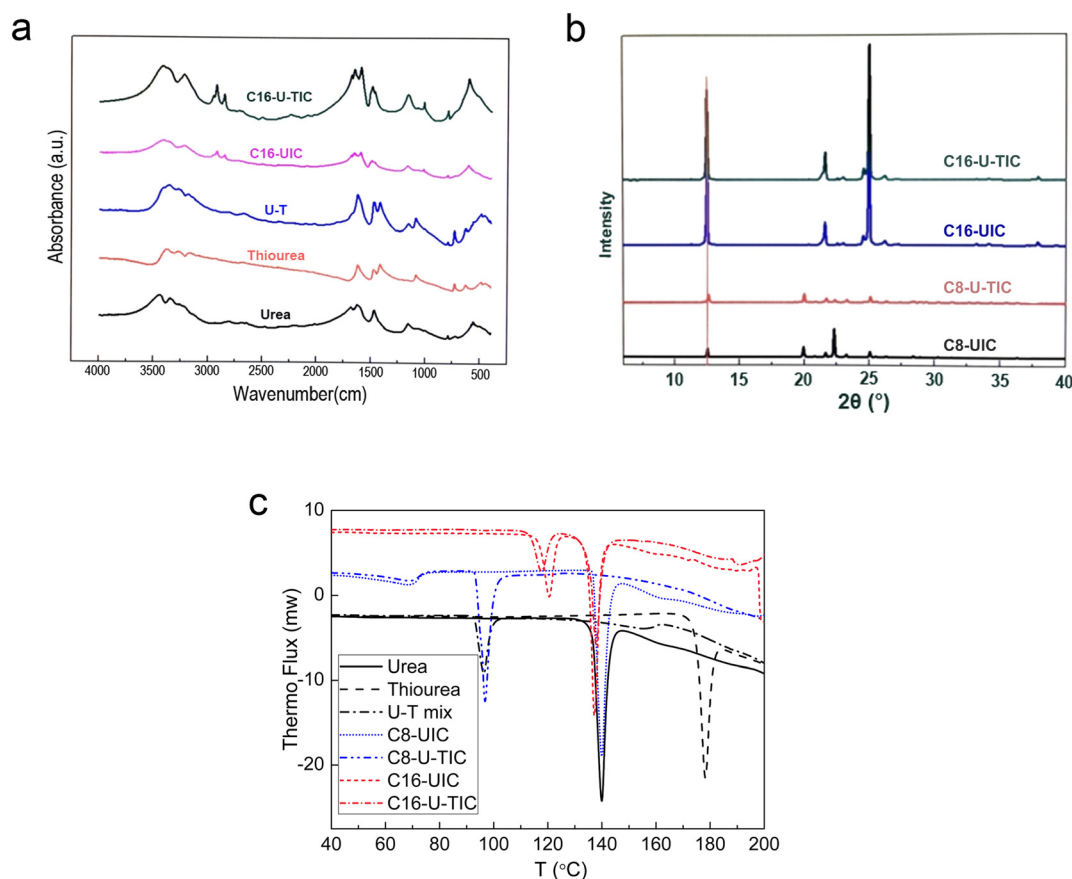 a
Absorbance (a.u.)
C16-U-TIC
C16-UIC
U-T
Thiourea
Urea
4000 3500 3000 2500 2000 1500 1000 500
Wavenumber(cm)
b
Intensity
C16-U-TIC
C16-UIC
C8-U-TIC
C8-UIC
10 15 20 25 30 35 40
2θ (°)
c
Thermo Flux (mw)
10
0
-10
-20
Urea
Thiourea
U-T mix
C8-UIC
C8-U-TIC
C16-UIC
C16-U-TIC
40 60 80 100 120 140 160 180 200
T (°C)